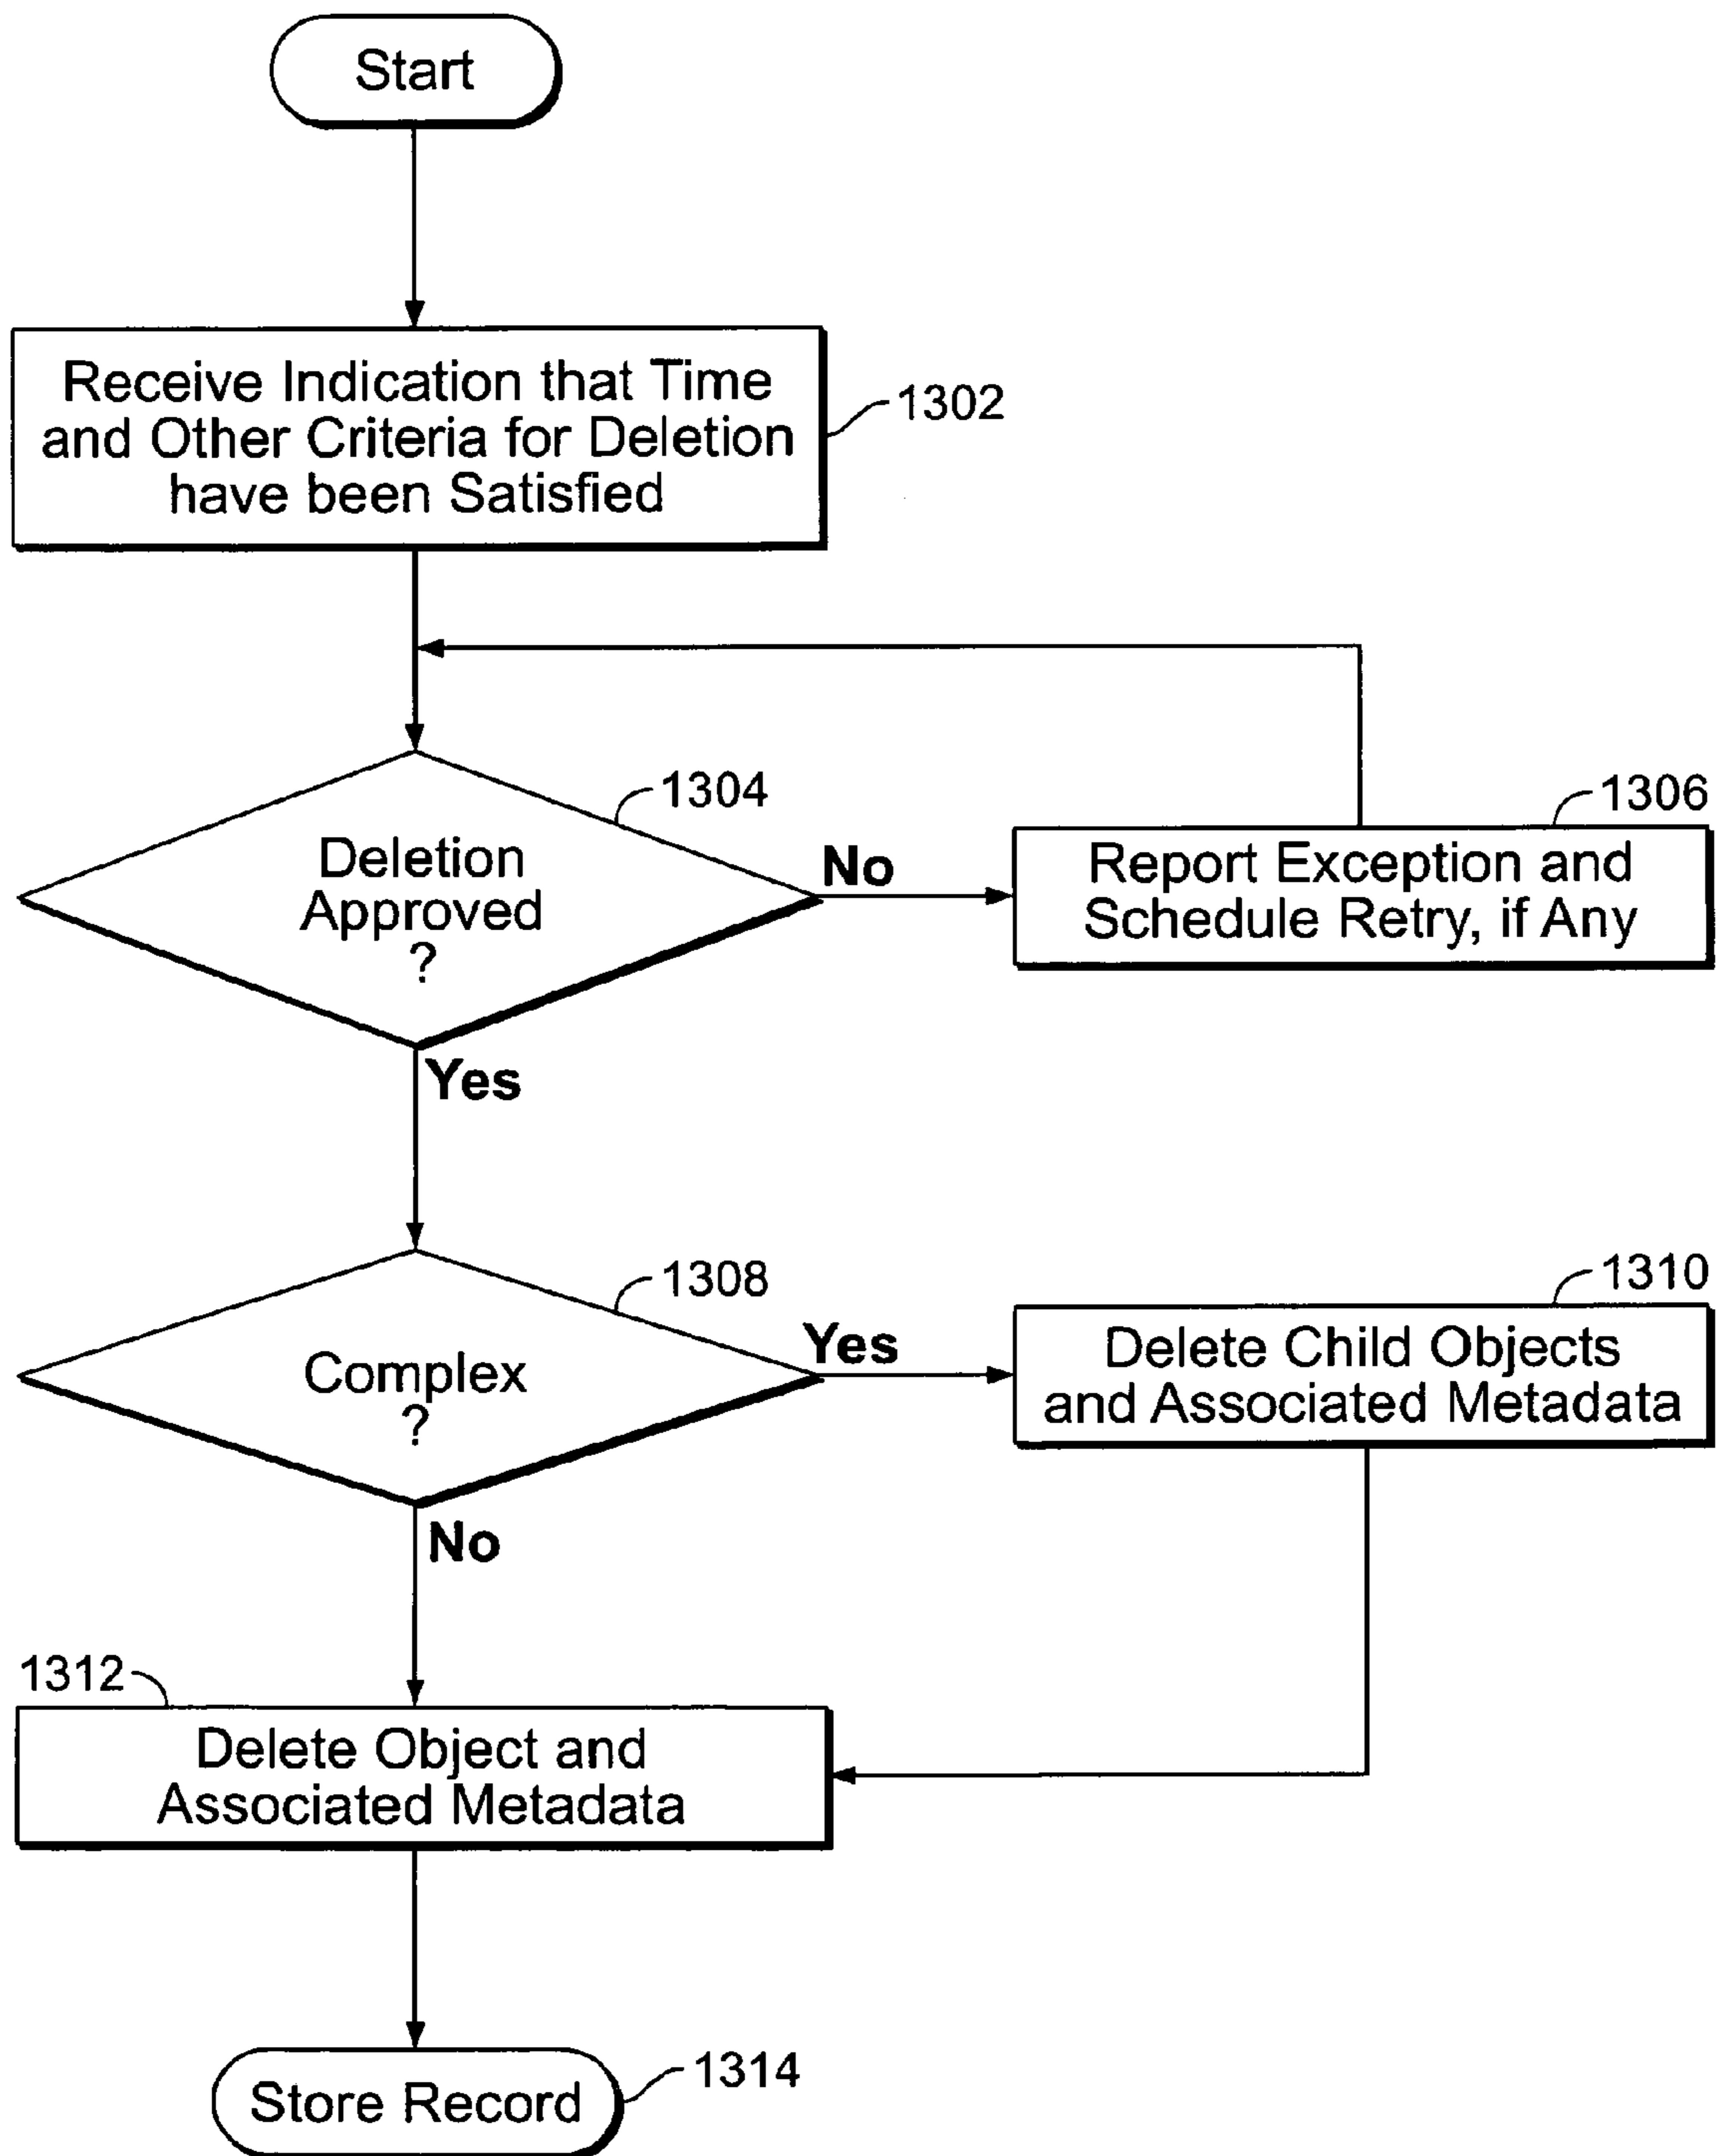 Start
Receive Indication that Time
and Other Criteria for Deletion
have been Satisfied
1302
1304
Deletion
Approved
?
No
1306
Report Exception and
Schedule Retry, if Any
Yes
1308
Complex
?
Yes
1310
Delete Child Objects
and Associated Metadata
No
1312
Delete Object and
Associated Metadata
Store Record
1314